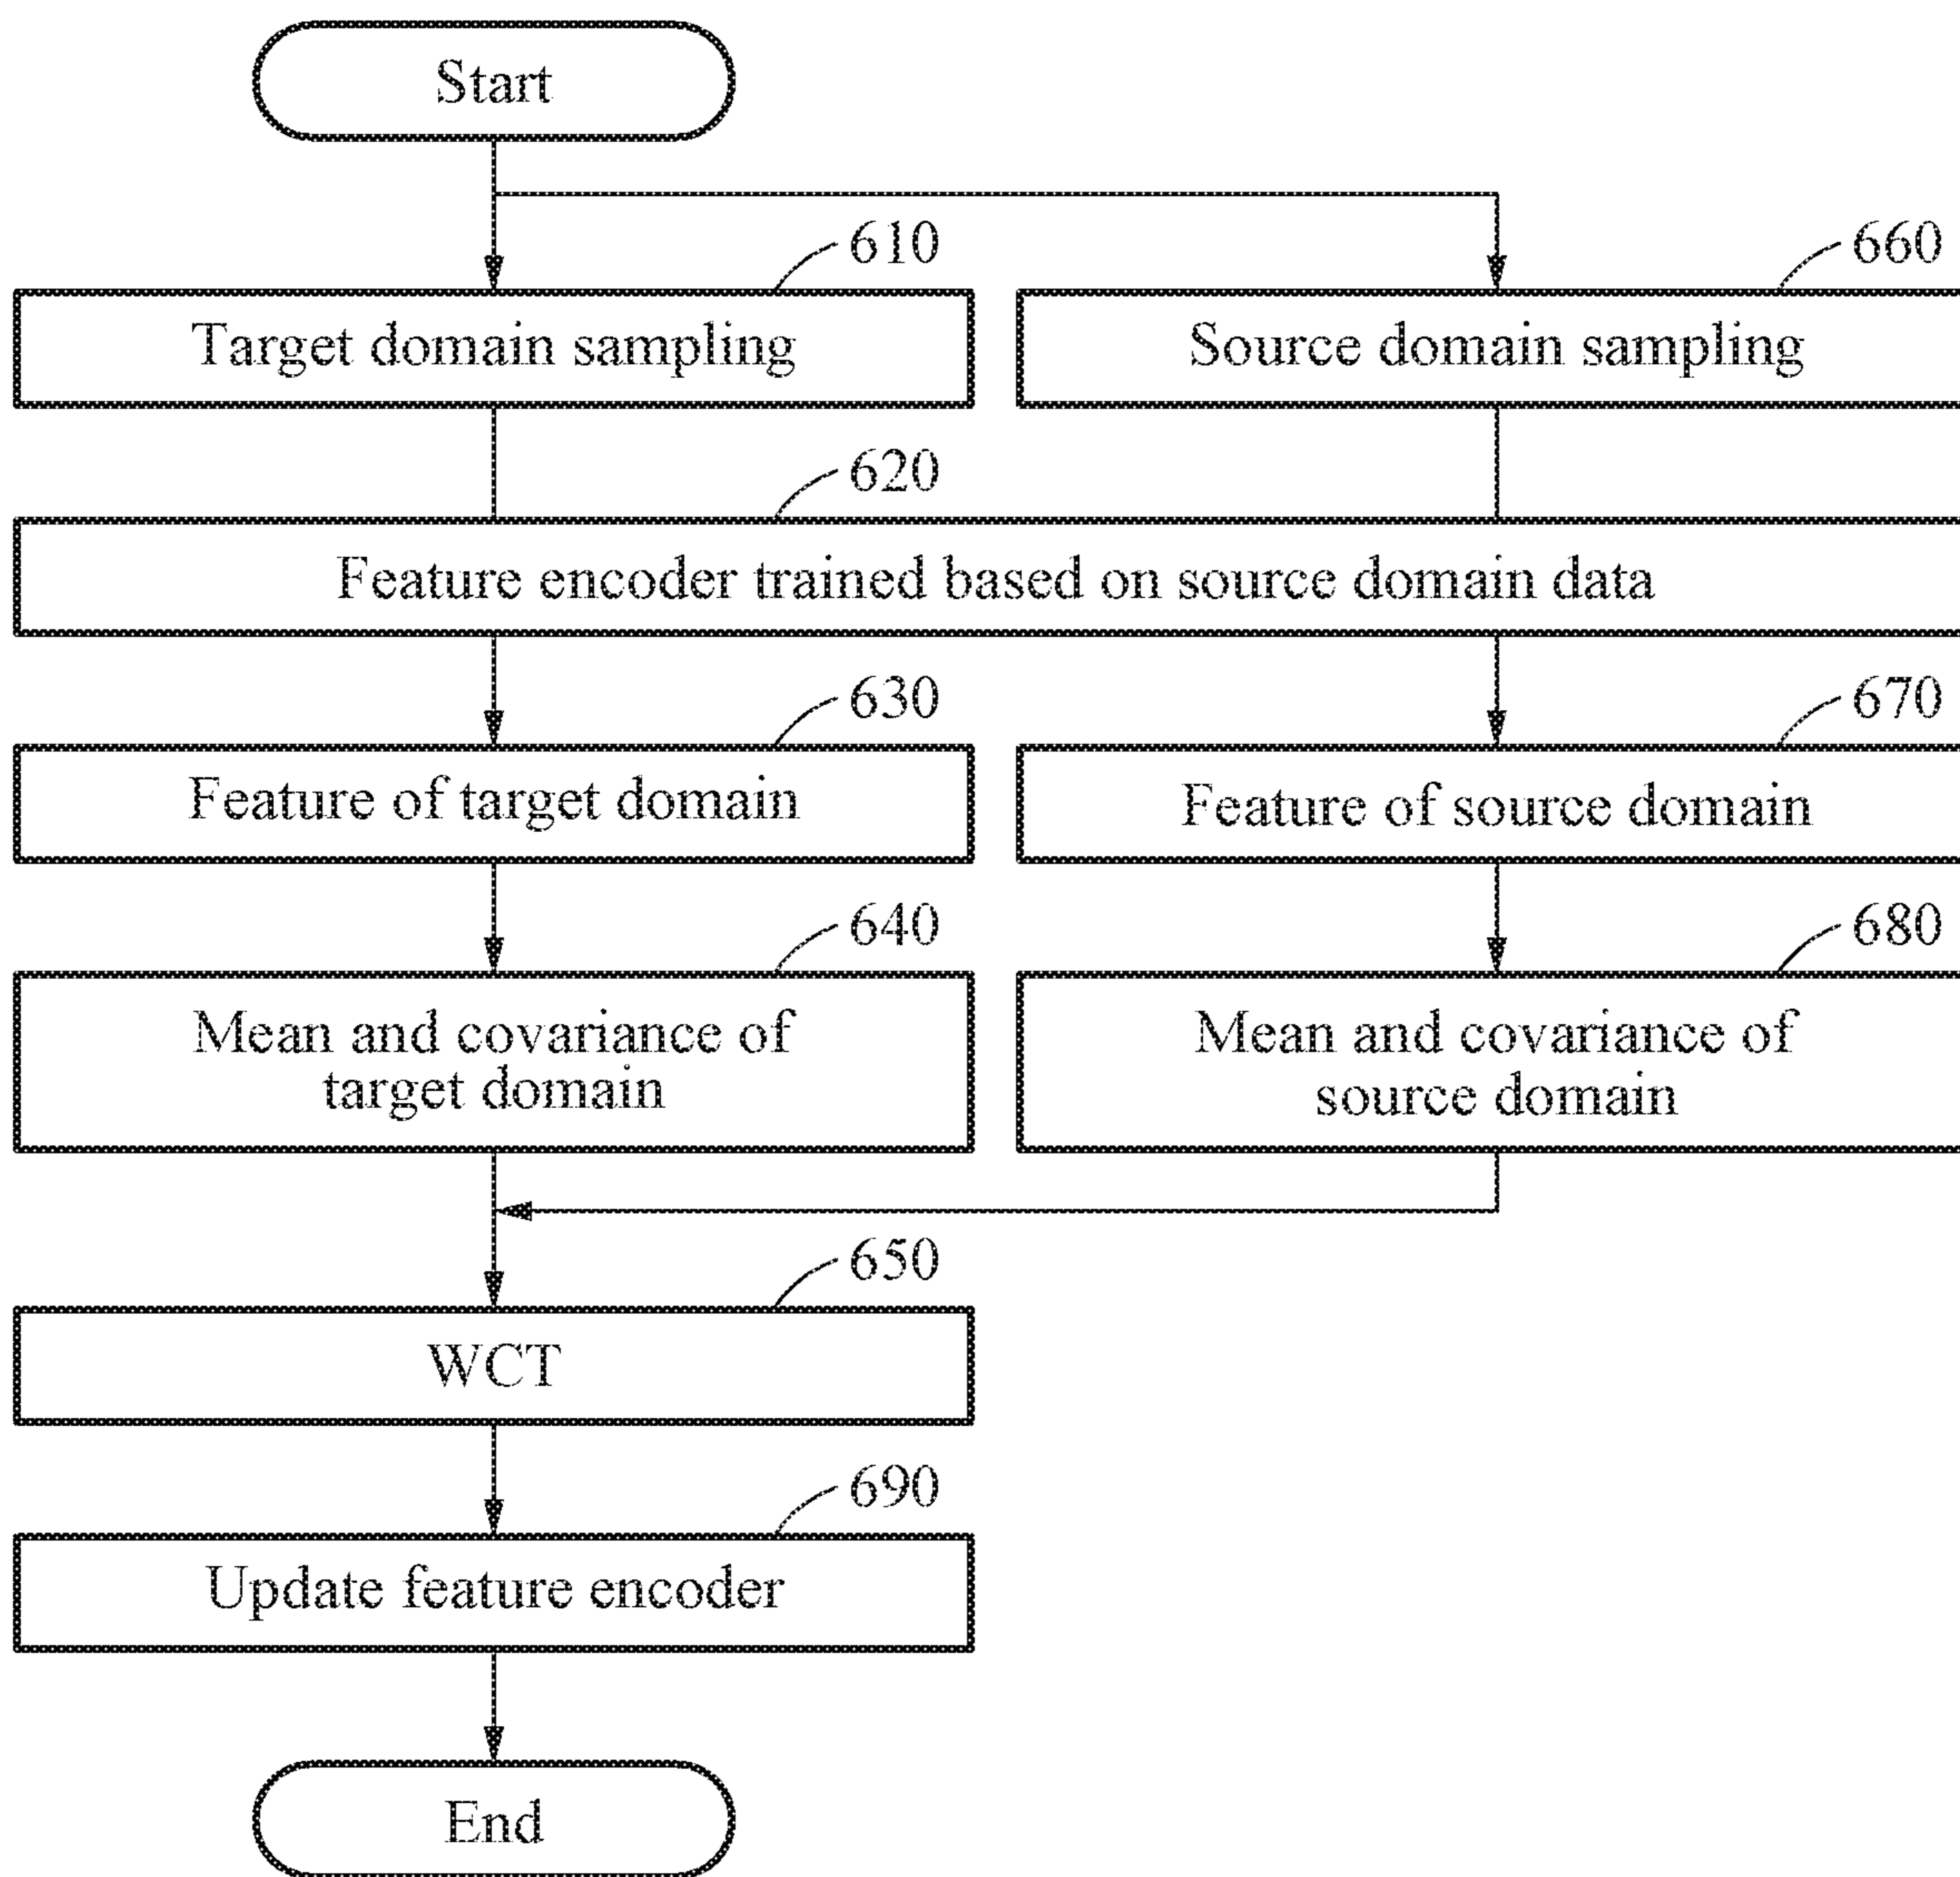 Start
610
660
Target domain sampling
Source domain sampling
620
Feature encoder trained based on source domain data
630
670
Feature of target domain
Feature of source domain
640
680
Mean and covariance of
target domain
Mean and covariance of
source domain
650
WCT
690
Update feature encoder
End